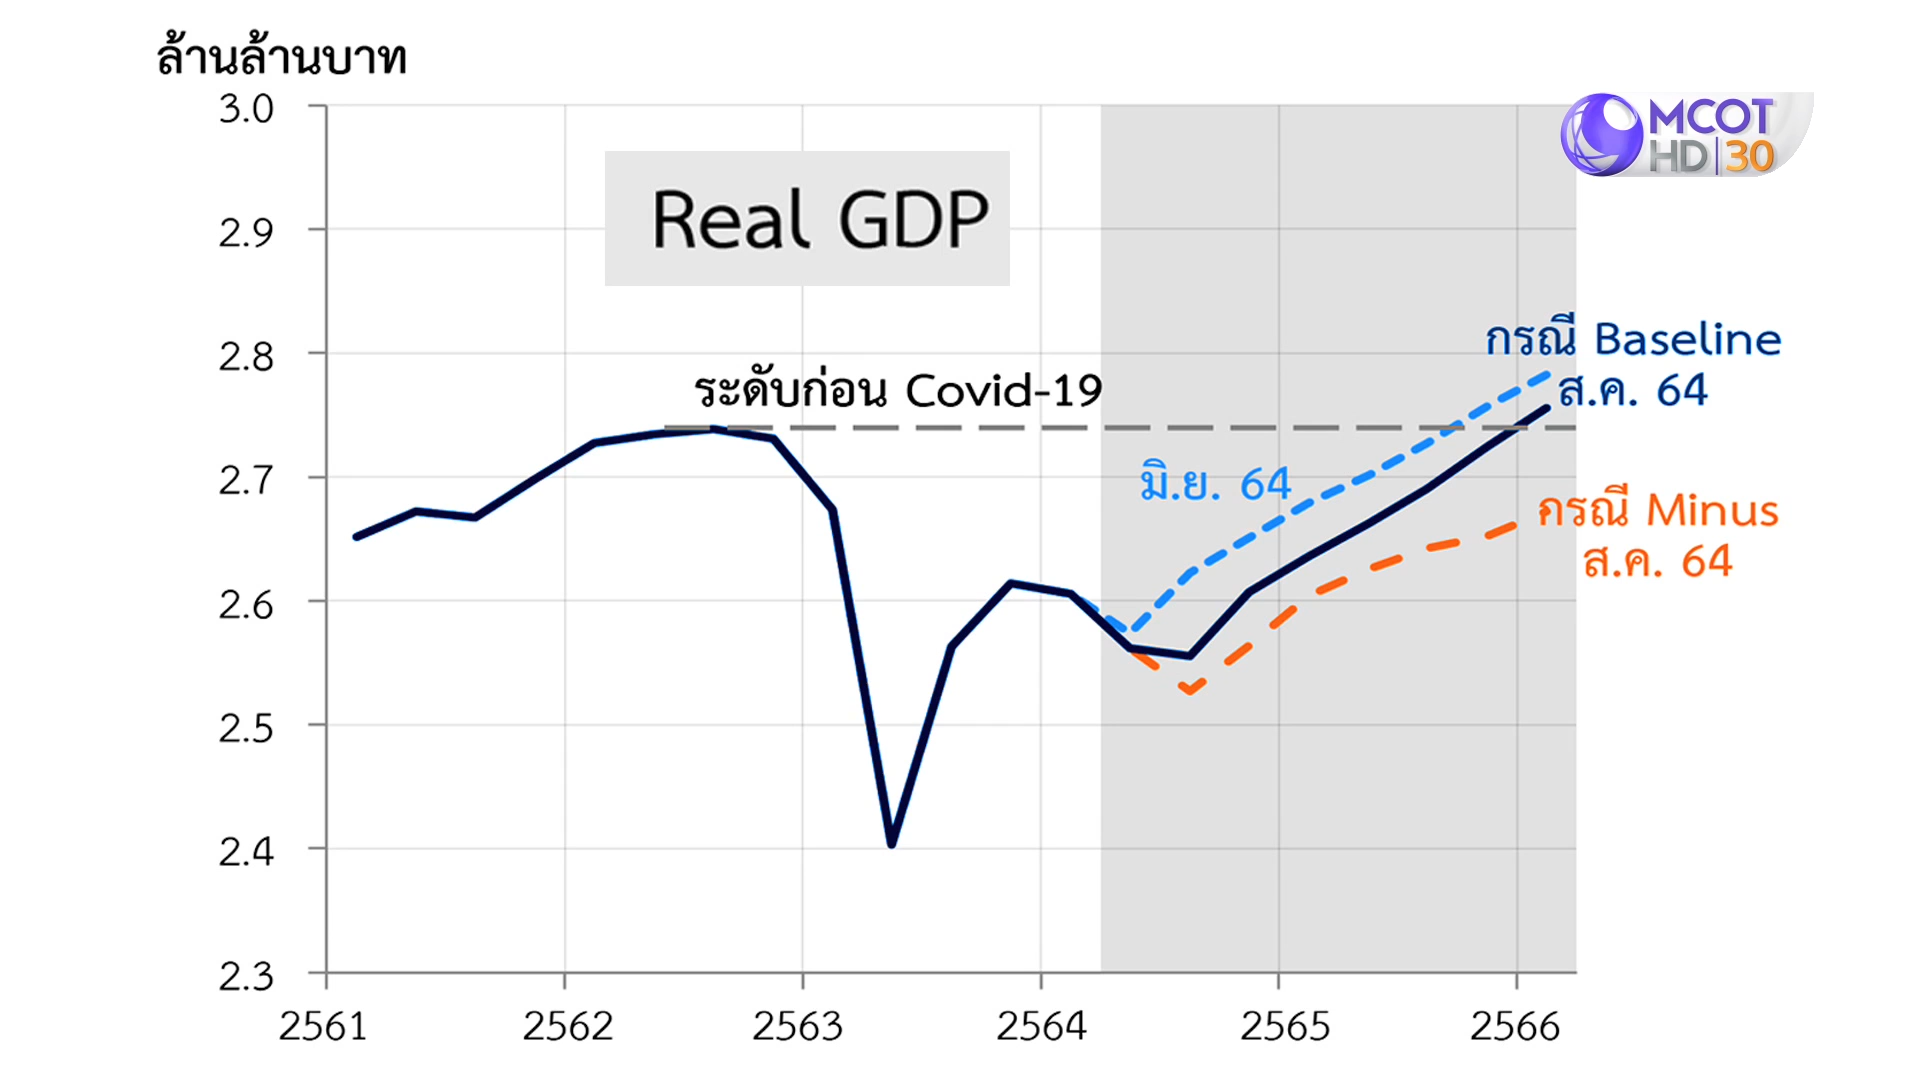 ล้านล้านบาท
3.0
2.9
2.8
2.7
2.6
2.5
2.4
2.3
Real GDP
MCOT
HD 30
ระดับก่อน Covid-19
มิ.ย. 64
กรณี Baseline
ส.ค. 64
กรณี Minus
ส.ค. 64
2561 2562 2563 2564 2565 2566